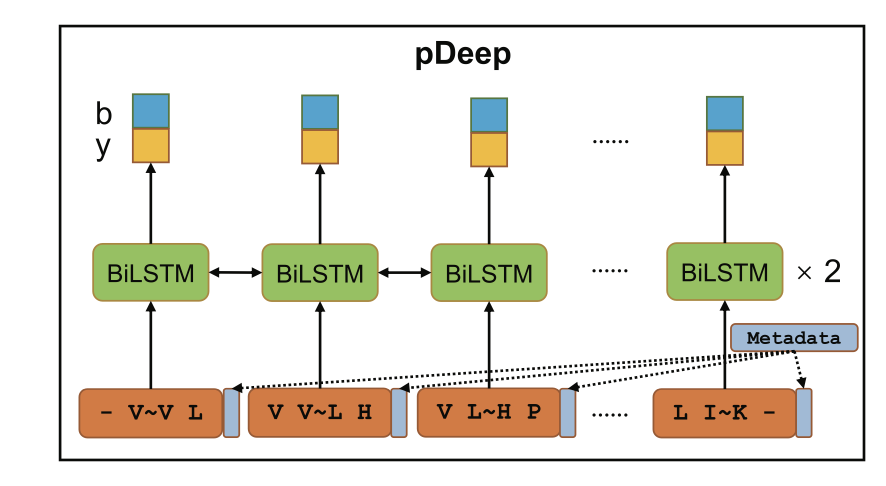 pDeep
b
y
......
BiLSTM BiLSTM BiLSTM ...... BiLSTM × 2
Metadata
- V~V L V V~L H V L~H P ...... L I~K -